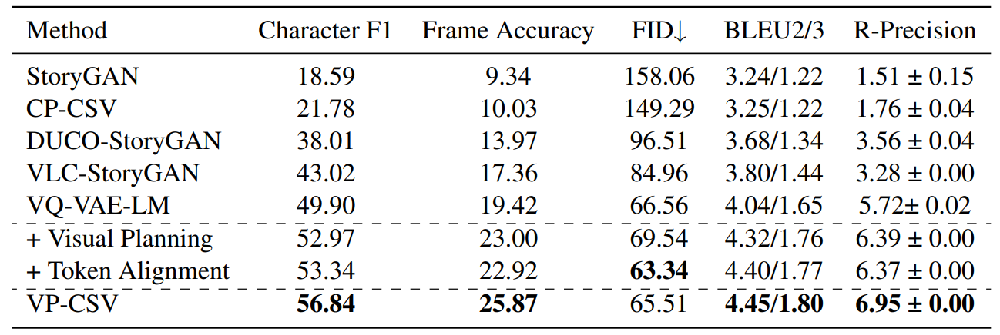 Method Character F1 Frame Accuracy FID↓ BLEU2/3 R-Precision
StoryGAN 18.59 9.34 158.06 3.24/1.22 1.51 ± 0.15
CP-CSV 21.78 10.03 149.29 3.25/1.22 1.76 ± 0.04
DUCO-StoryGAN 38.01 13.97 96.51 3.68/1.34 3.56 ± 0.04
VLC-StoryGAN 43.02 17.36 84.96 3.80/1.44 3.28 ± 0.00
VQ-VAE-LM 49.90 19.42 66.56 4.04/1.65 5.72± 0.02
+ Visual Planning 52.97 23.00 69.54 4.32/1.76 6.39 ± 0.00
+ Token Alignment 53.34 22.92 63.34 4.40/1.77 6.37 ± 0.00
VP-CSV 56.84 25.87 65.51 4.45/1.80 6.95 ± 0.00